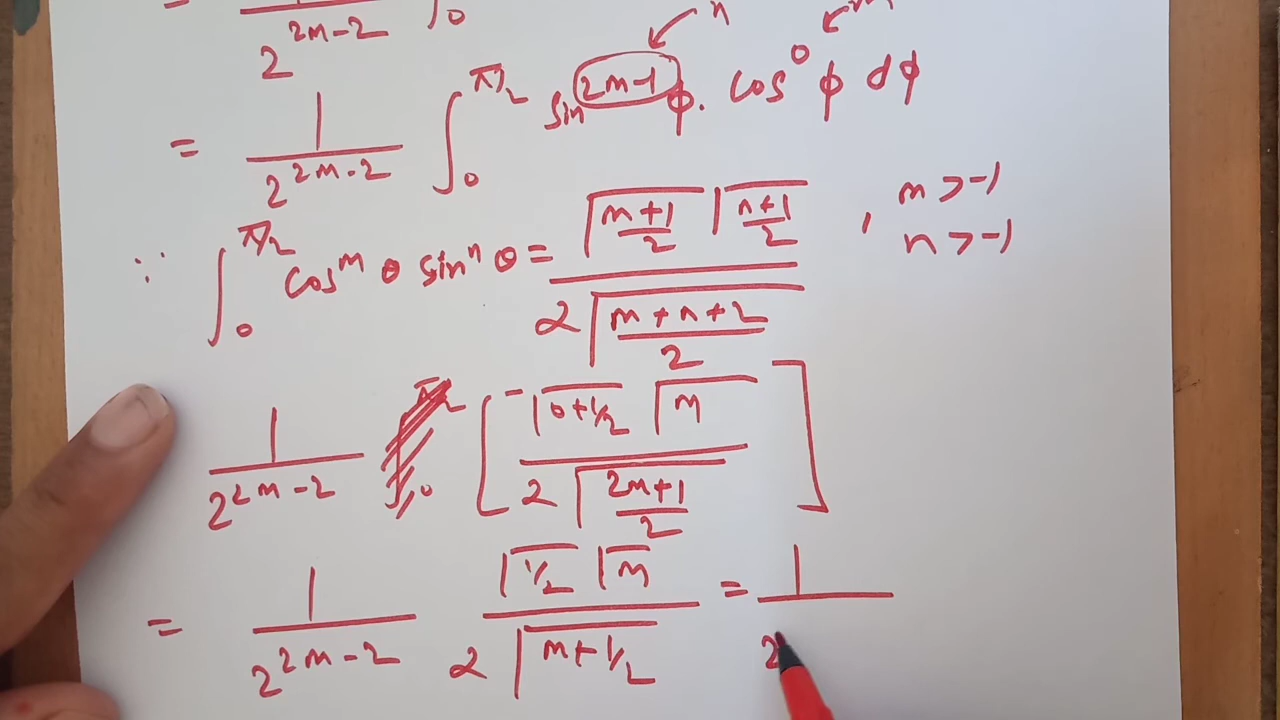 = 1/2^{2m-2} ∫_0 n
= 1/2^{2m-2} ∫_0^{π/2} sin^{2m-1} φ. cos^0 φ dφ
∵ ∫_0^{π/2} cos^m θ sin^n θ = Γ((m+1)/2) Γ((n+1)/2) / 2 Γ((m+n+2)/2) , m>-1 n>-1
1/2^{2m-2} [ Γ(0+1/2) Γ(m) / 2 Γ((2m+1)/2) ]
= 1/2^{2m-2} Γ(1/2) Γ(m) / 2 Γ(m+1/2) = 1/2